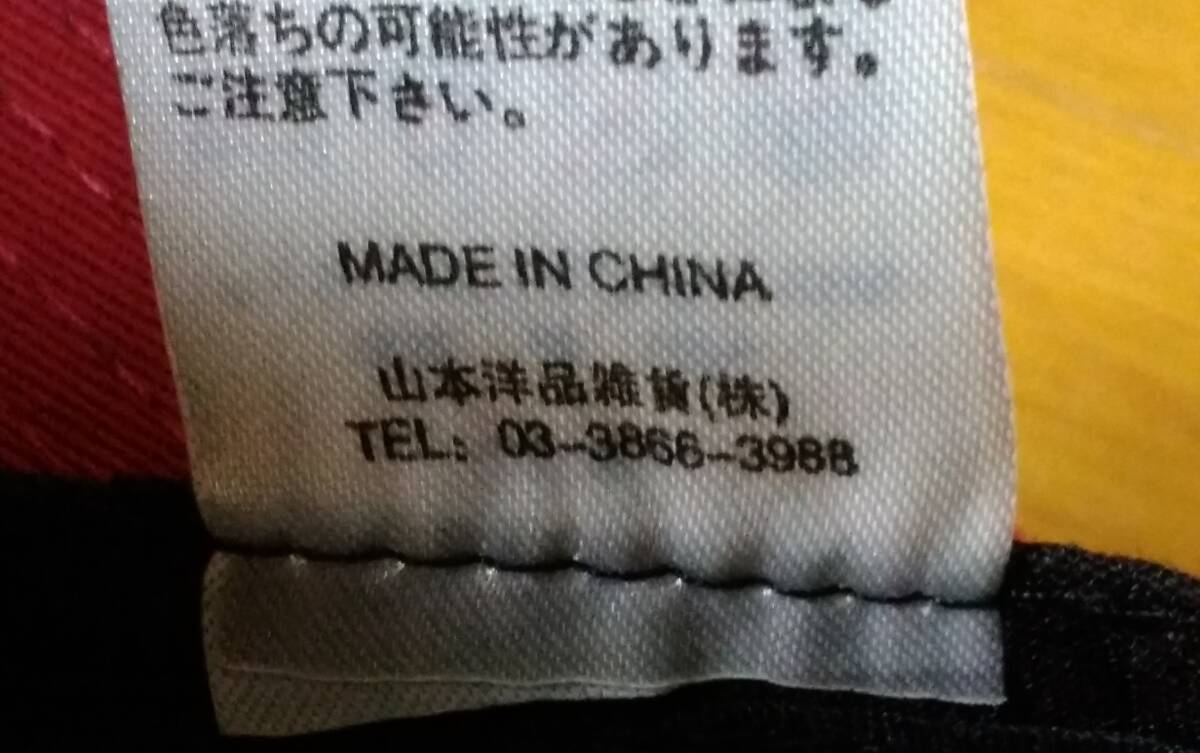 色落ちの可能性があります。
ご注意下さい。
MADE IN CHINA
山本洋品雑貨(株)
TEL: 03-3866-3988